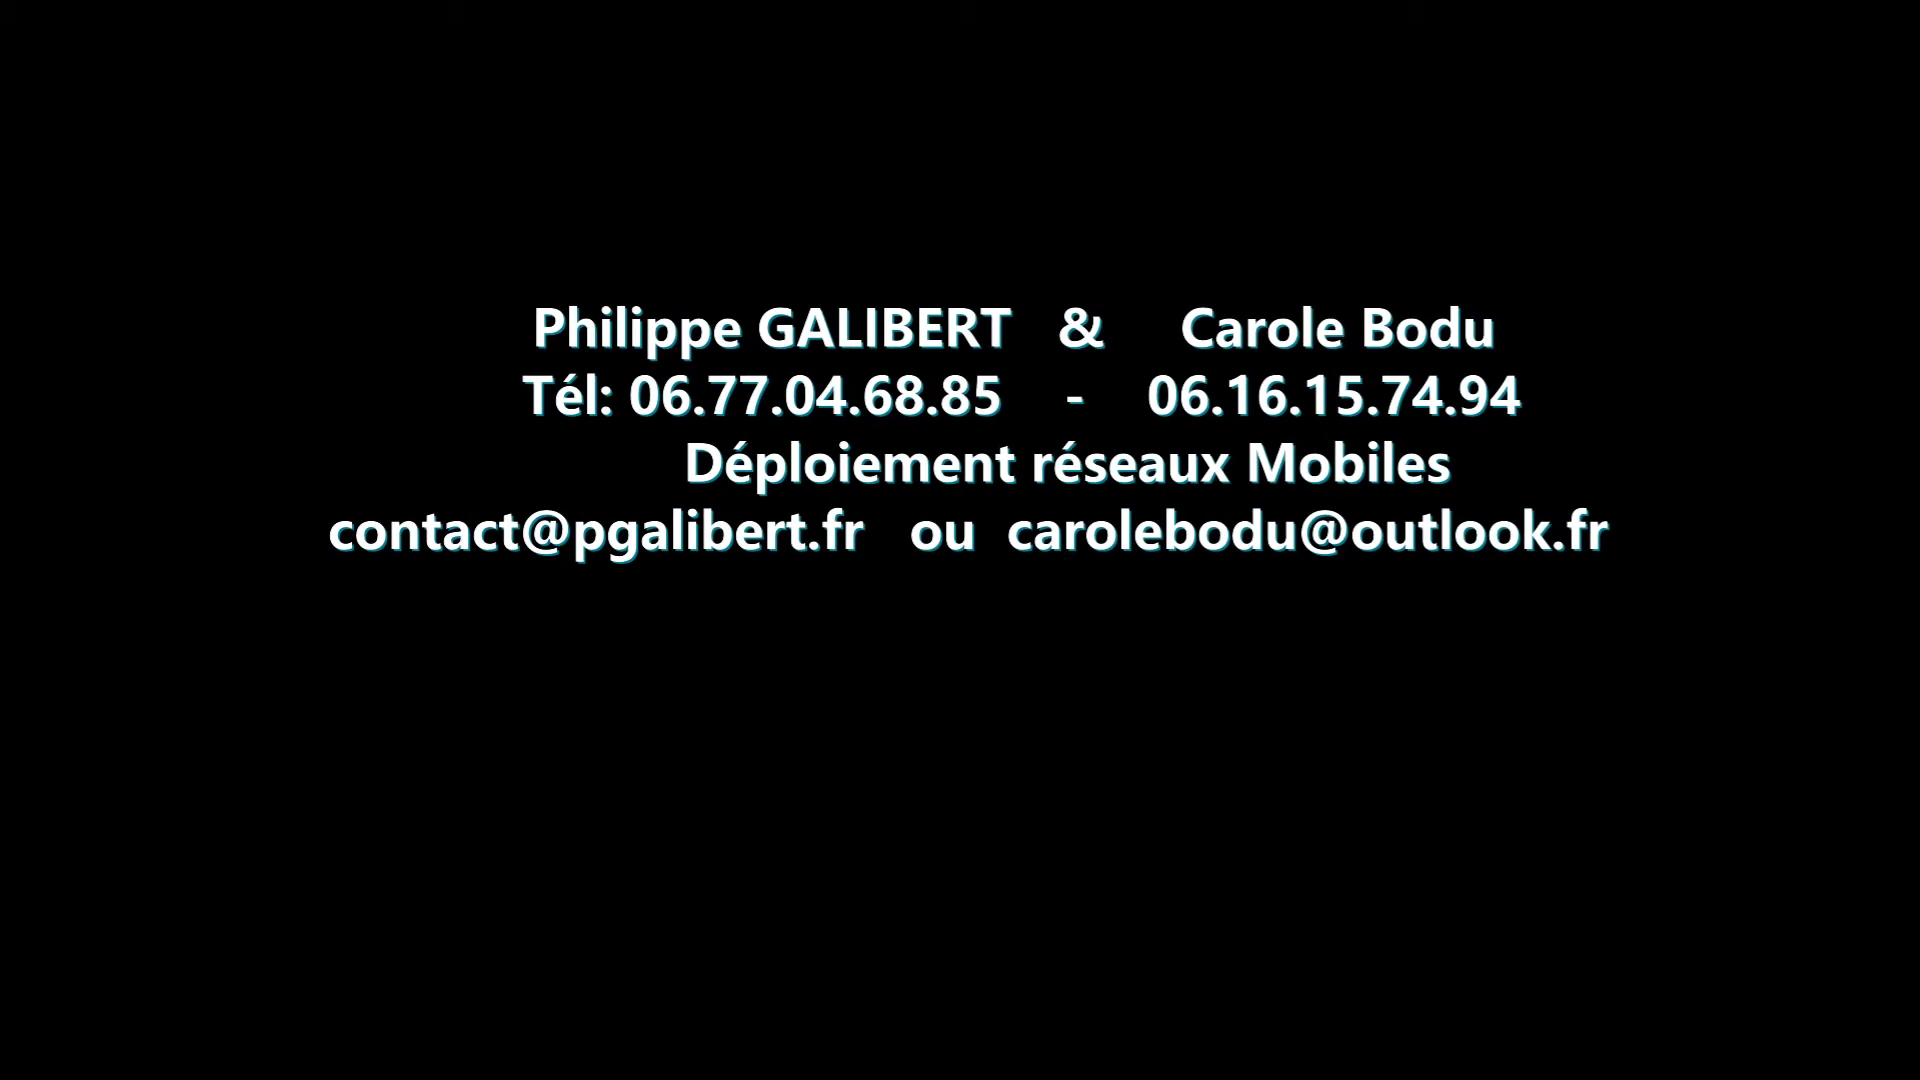 Philippe GALIBERT & Carole Bodu
Tél: 06.77.04.68.85 - 06.16.15.74.94
Déploiement réseaux Mobiles
contact@pgalibert.fr ou carolebodu@outlook.fr